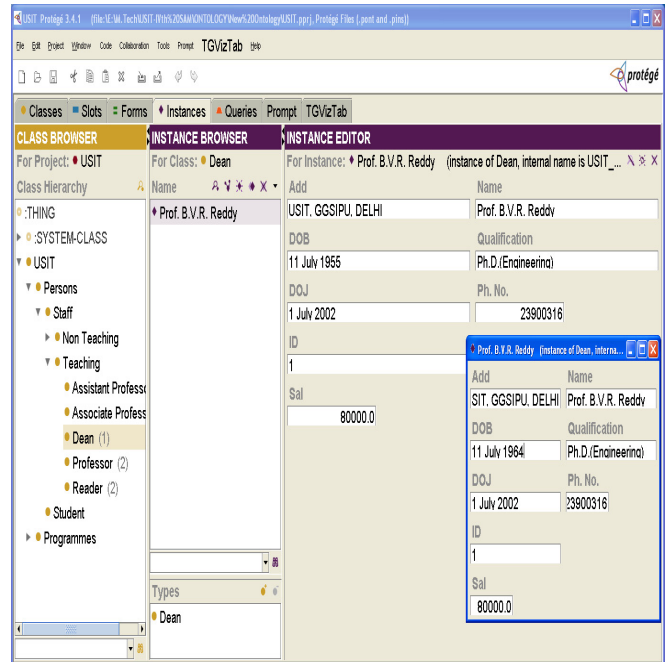 USIT Protégé 3.4.1 (file:\E:\M.Tech\USIT-IVth%20SAM\ONTOLOGY\New%20Ontology\USIT.pprj, Protégé Files (.pont and .pins))
File Edit Project Window Code Collaboration Tools Prompt TGVizTab Help
protégé
Classes Slots Forms Instances Queries Prompt TGVizTab
CLASS BROWSER
For Project: USIT
Class Hierarchy
:THING
:SYSTEM-CLASS
USIT
Persons
Staff
Non Teaching
Teaching
Assistant Professo
Associate Profess
Dean (1)
Professor (2)
Reader (2)
Student
Programmes
INSTANCE BROWSER
For Class: Dean
Name
Prof. B.V.R. Reddy
Types
Dean
INSTANCE EDITOR
For Instance: Prof. B.V.R. Reddy (instance of Dean, internal name is USIT_...
Add Name
USIT, GGSIPU, DELHI Prof. B.V.R. Reddy
DOB Qualification
11 July 1955 Ph.D.(Engineering)
DOJ Ph. No.
1 July 2002 23900316
ID
1
Sal
80000.0
Prof. B.V.R. Reddy (instance of Dean, interna...
Add Name
SIT, GGSIPU, DELHI Prof. B.V.R. Reddy
DOB Qualification
11 July 1964 Ph.D.(Engineering)
DOJ Ph. No.
1 July 2002 23900316
ID
1
Sal
80000.0